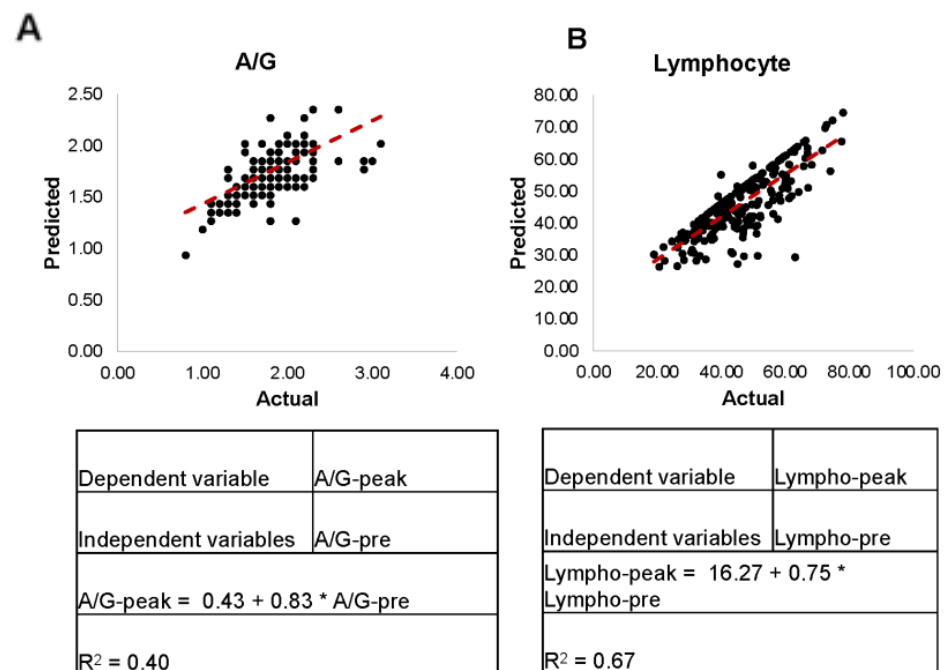 A
A/G
2.50
2.00
1.50
1.00
0.50
0.00
Predicted
0.00 1.00 2.00 3.00 4.00
Actual
Dependent variable A/G-peak
Independent variables A/G-pre
A/G-peak = 0.43 + 0.83 * A/G-pre
R² = 0.40
B
Lymphocyte
80.00
70.00
60.00
50.00
40.00
30.00
20.00
10.00
0.00
Predicted
0.00 20.00 40.00 60.00 80.00 100.00
Actual
Dependent variable Lympho-peak
Independent variables Lympho-pre
Lympho-peak = 16.27 + 0.75 *
Lympho-pre
R² = 0.67